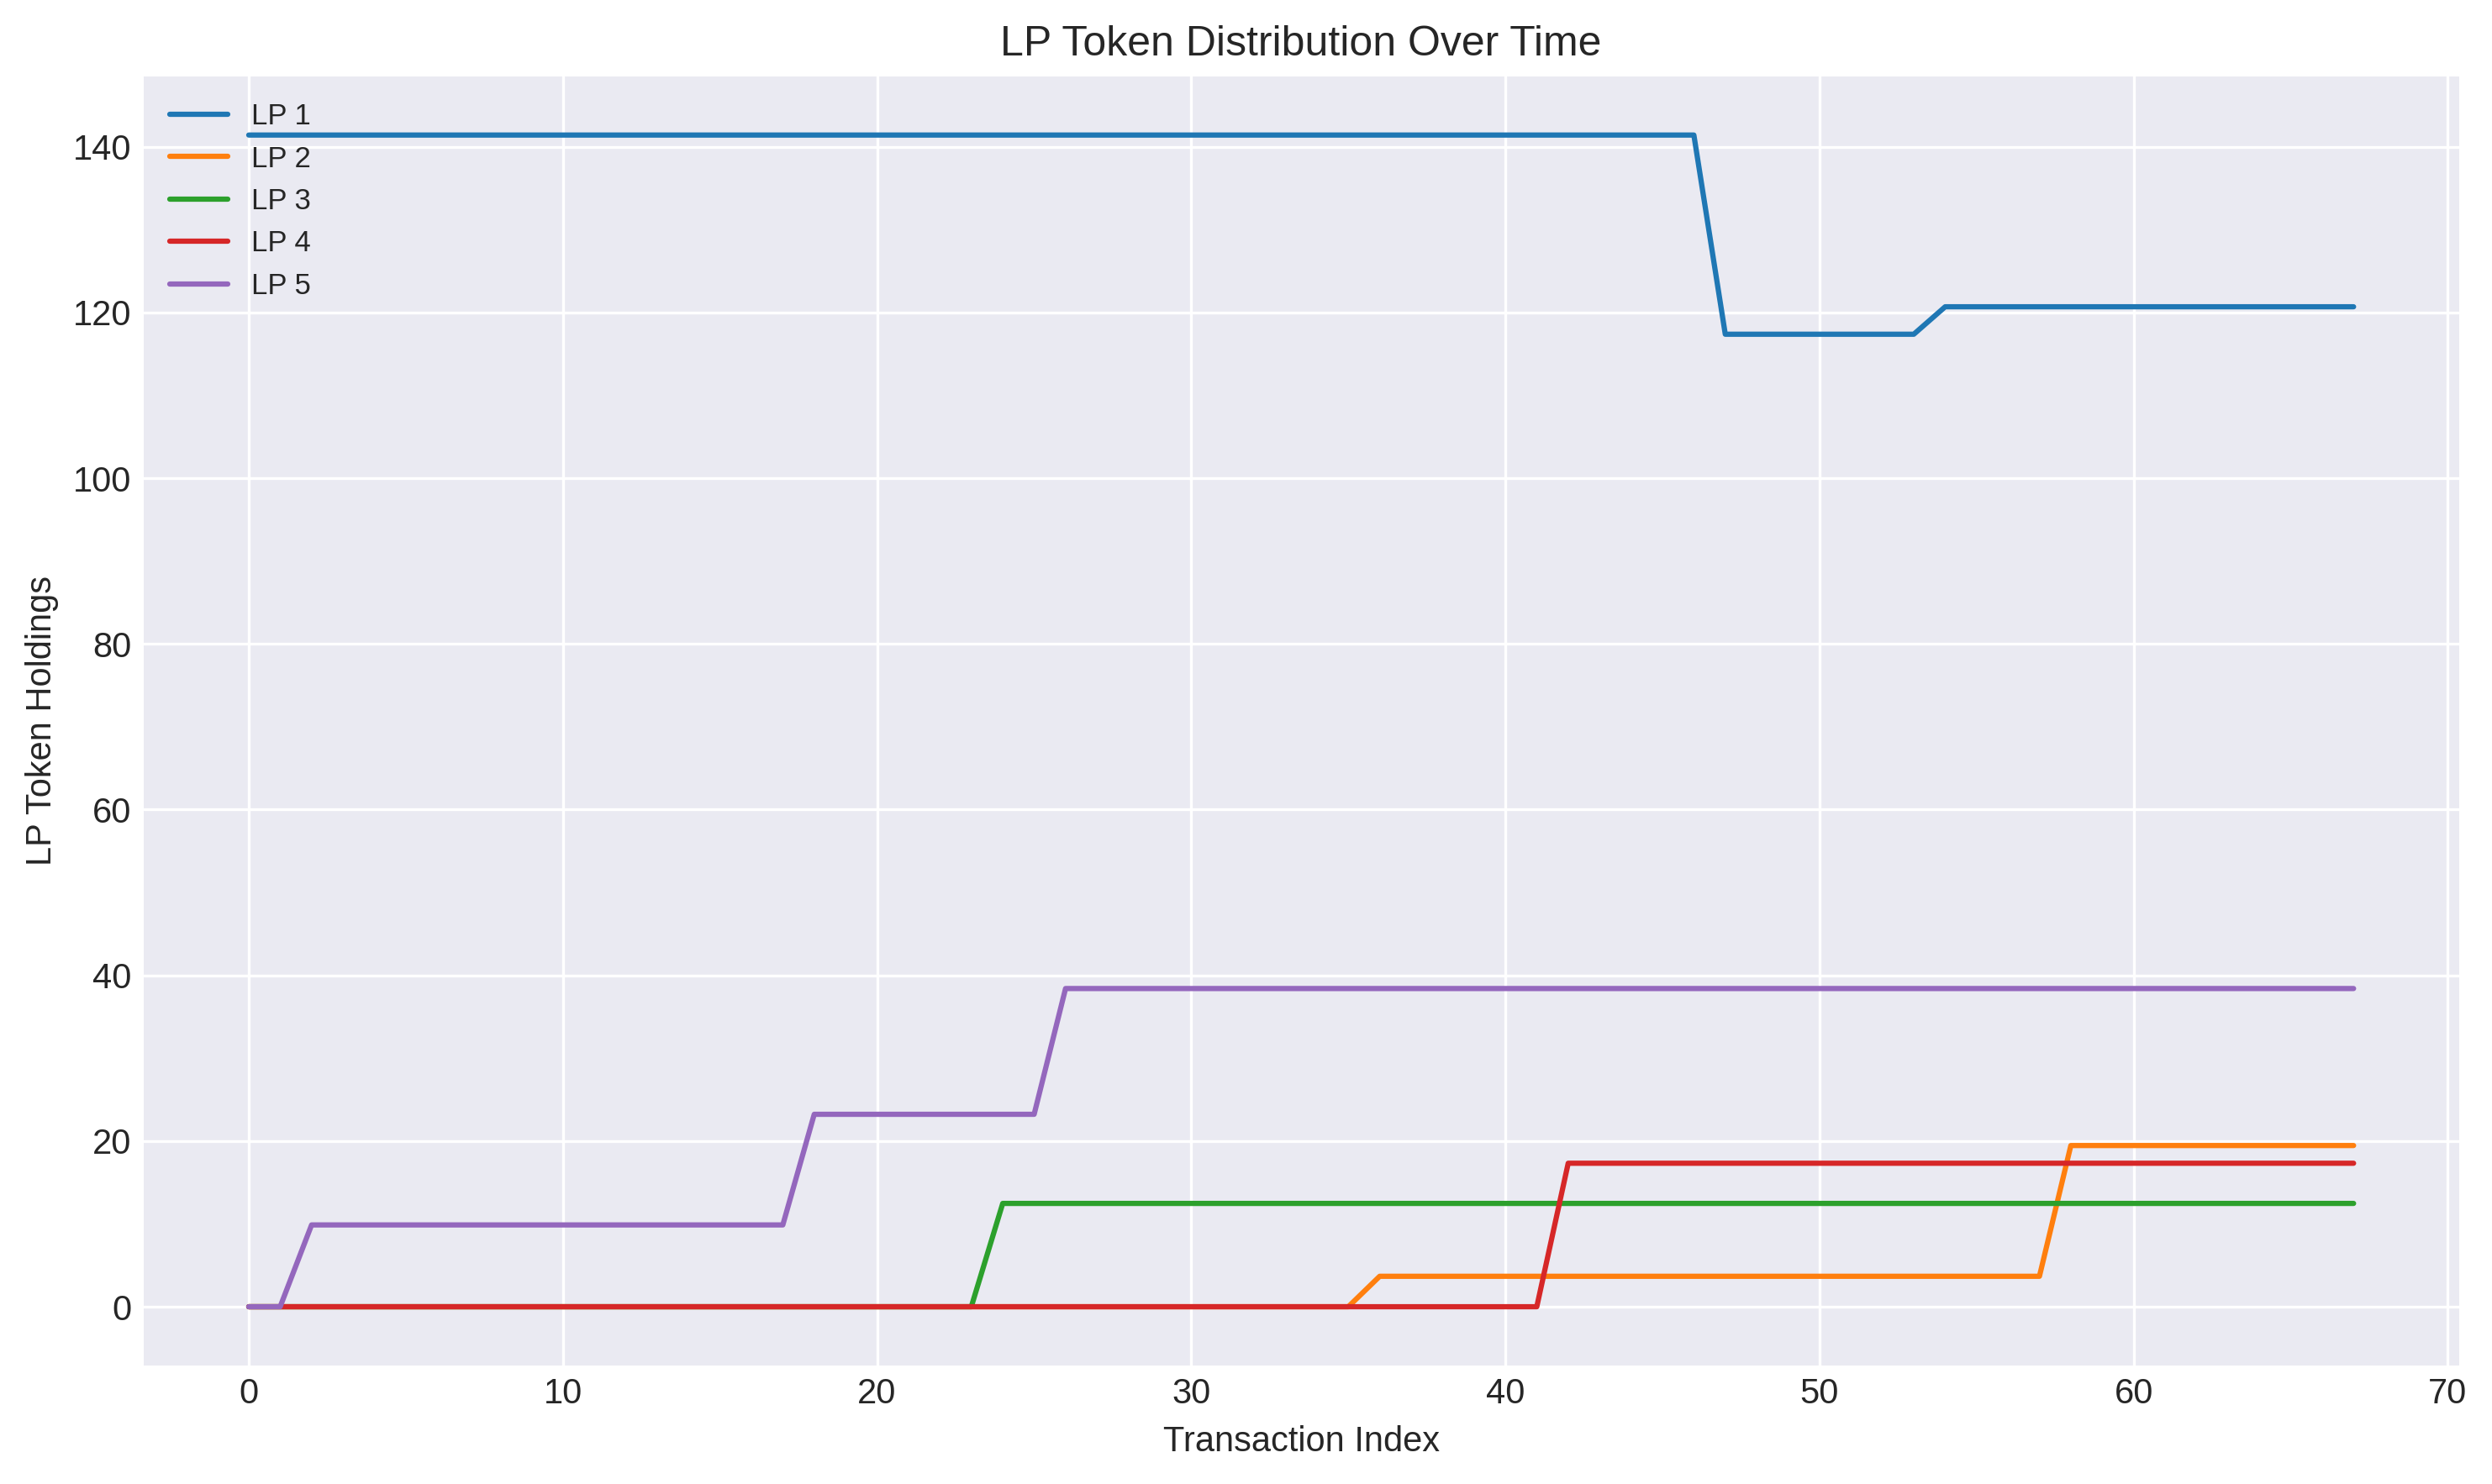 LP Token Distribution Over Time
LP 1
LP 2
LP 3
LP 4
LP 5
140
120
100
80
60
40
20
0
LP Token Holdings
0 10 20 30 40 50 60 70
Transaction Index